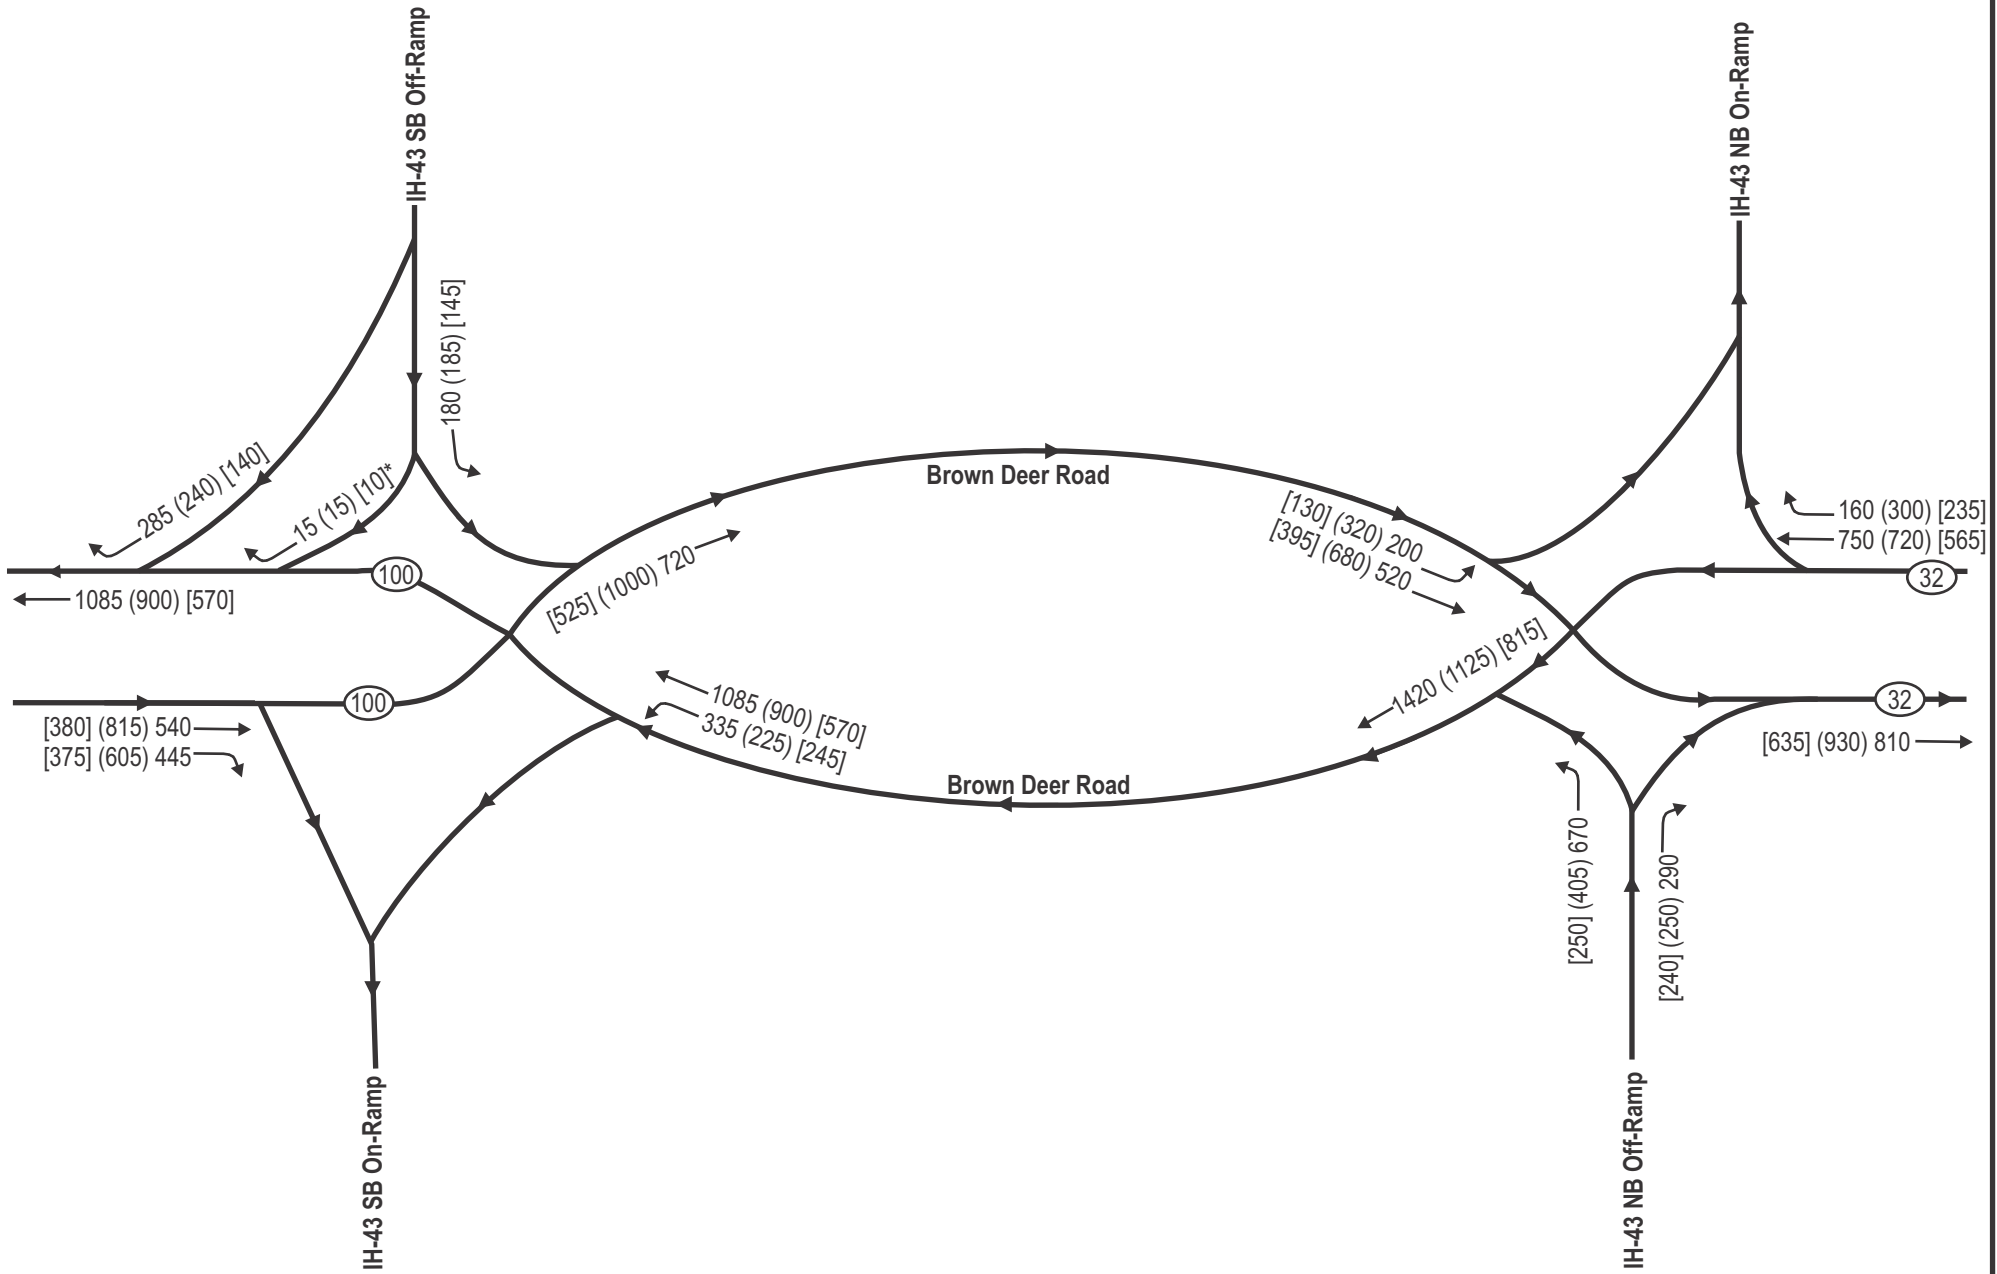 IH-43 SB Off-Ramp
IH-43 NB On-Ramp
180 (185) [145]
285 (240) [140]
15 (15) [10]*
100
1085 (900) [570]
Brown Deer Road
[525] (1000) 720
[130] (320) 200
[395] (680) 520
160 (300) [235]
750 (720) [565]
32
1420 (1125) [815]
100
[380] (815) 540
[375] (605) 445
1085 (900) [570]
335 (225) [245]
Brown Deer Road
32
[635] (930) 810
[250] (405) 670
[240] (250) 290
IH-43 SB On-Ramp
IH-43 NB Off-Ramp